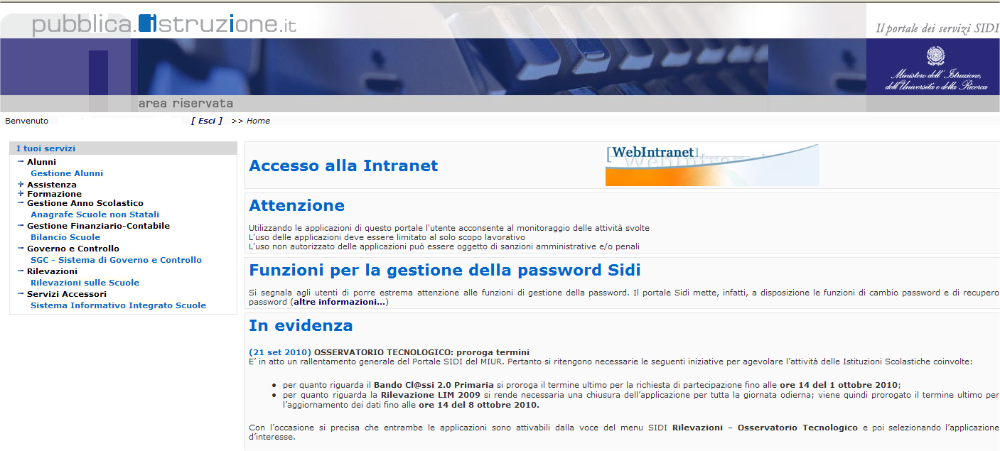 pubblica.istruzione.it
Il portale dei servizi SIDI
Ministero dell'Istruzione,
dell'Università e della Ricerca
area riservata
Benvenuto [ Esci ] >> Home
I tuoi servizi
− Alunni
Gestione Alunni
+ Assistenza
+ Formazione
− Gestione Anno Scolastico
Anagrafe Scuole non Statali
− Gestione Finanziario-Contabile
Bilancio Scuole
− Governo e Controllo
SGC - Sistema di Governo e Controllo
− Rilevazioni
Rilevazioni sulle Scuole
− Servizi Accessori
Sistema Informativo Integrato Scuole
Accesso alla Intranet
[WebIntranet]
WebIntranet
Attenzione
Utilizzando le applicazioni di questo portale l'utente acconsente al monitoraggio delle attività svolte
L'uso delle applicazioni deve essere limitato al solo scopo lavorativo
L'uso non autorizzato delle applicazioni può essere oggetto di sanzioni amministrative e/o penali
Funzioni per la gestione della password Sidi
Si segnala agli utenti di porre estrema attenzione alle funzioni di gestione della password. Il portale Sidi mette, infatti, a disposizione le funzioni di cambio password e di recupero
password (altre informazioni...)
In evidenza
(21 set 2010) OSSERVATORIO TECNOLOGICO: proroga termini
E’ in atto un rallentamento generale del Portale SIDI del MIUR. Pertanto si ritengono necessarie le seguenti iniziative per agevolare l’attività delle Istituzioni Scolastiche coinvolte:
• per quanto riguarda il Bando Cl@ssi 2.0 Primaria si proroga il termine ultimo per la richiesta di partecipazione fino alle ore 14 del 1 ottobre 2010;
• per quanto riguarda la Rilevazione LIM 2009 si rende necessaria una chiusura dell’applicazione per tutta la giornata odierna; viene quindi prorogato il termine ultimo per
l’aggiornamento dei dati fino alle ore 14 del 8 ottobre 2010.
Con l’occasione si precisa che entrambe le applicazioni sono attivabili dalla voce del menu SIDI Rilevazioni – Osservatorio Tecnologico e poi selezionando l’applicazione
d’interesse.